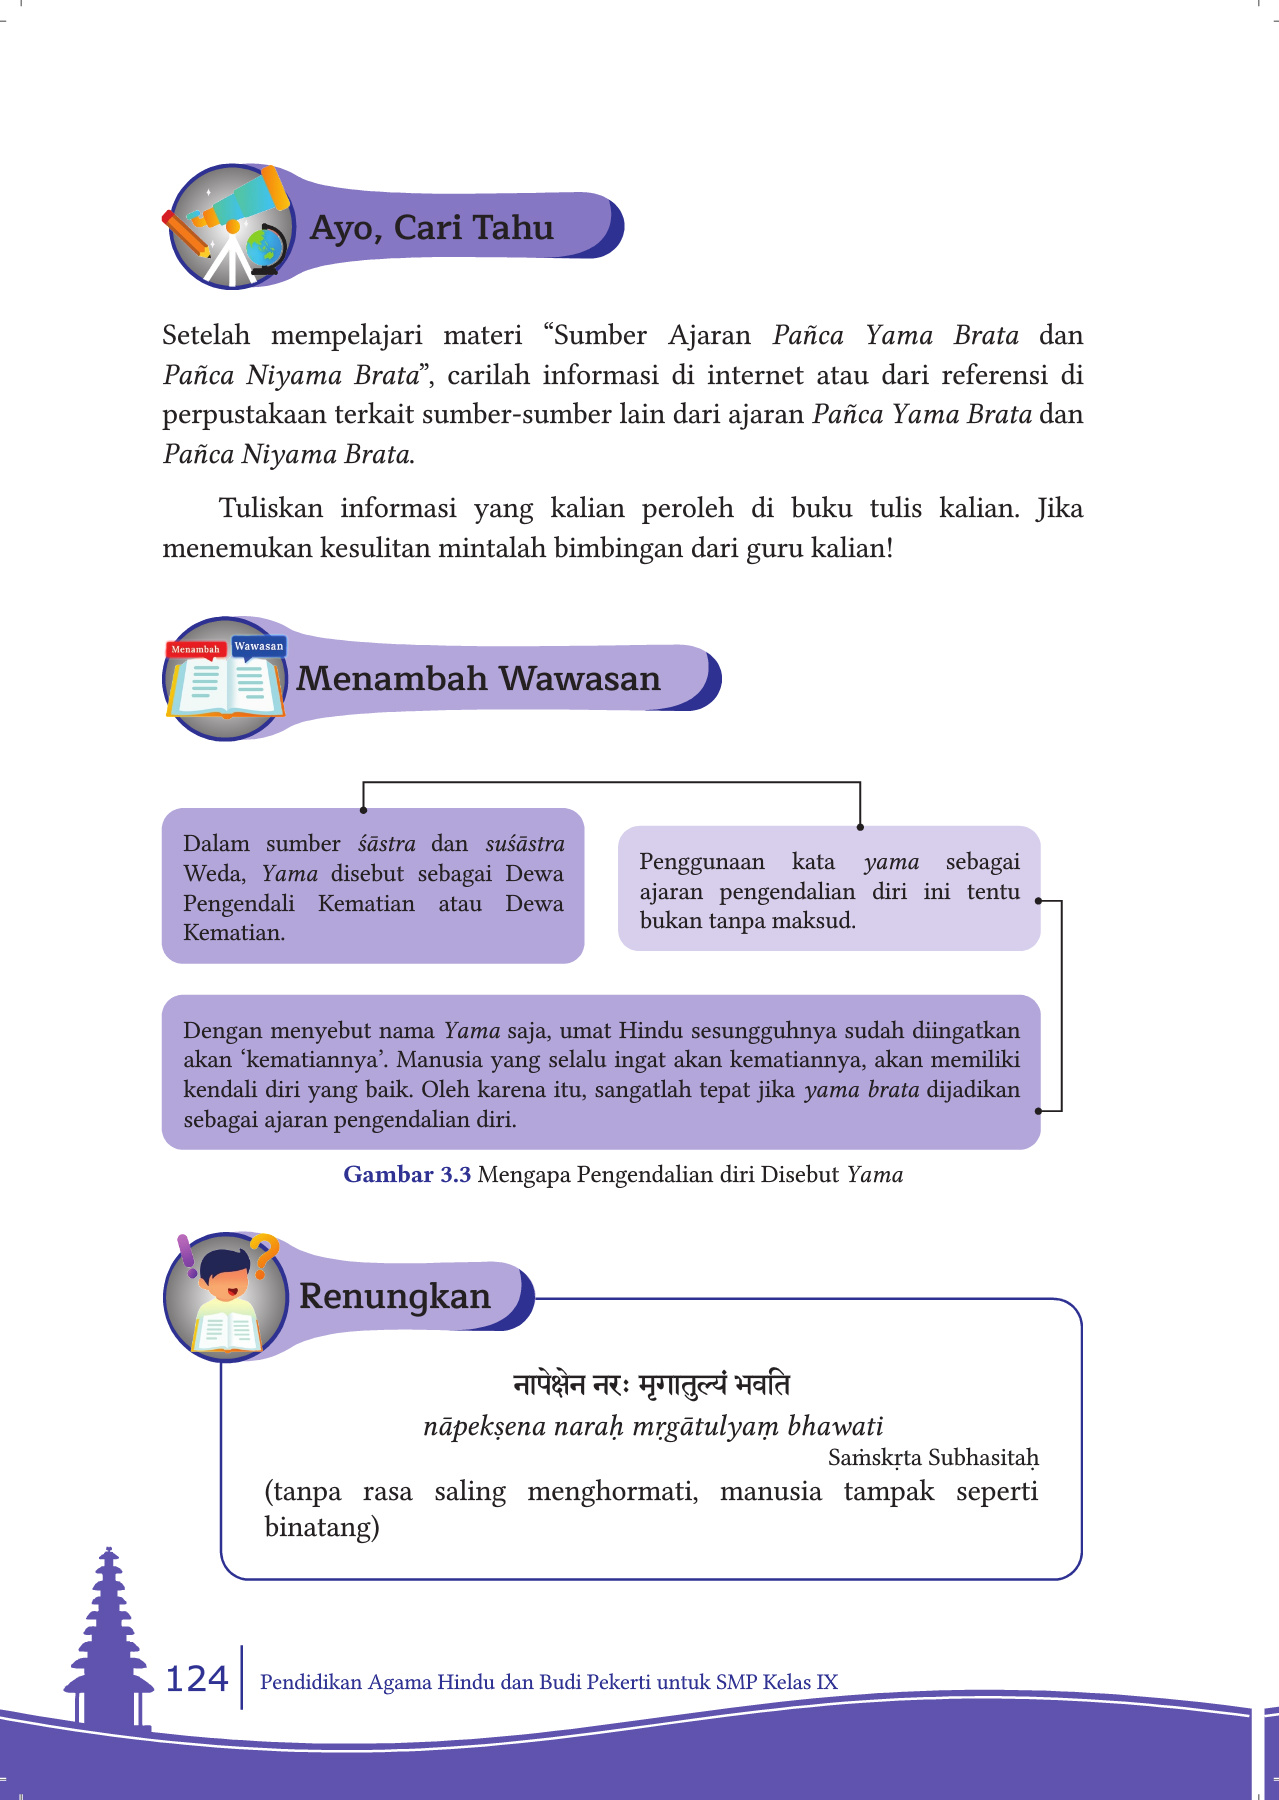 Ayo, Cari Tahu
Setelah mempelajari materi “Sumber Ajaran Pañca Yama Brata dan
Pañca Niyama Brata”, carilah informasi di internet atau dari referensi di
perpustakaan terkait sumber-sumber lain dari ajaran Pañca Yama Brata dan
Pañca Niyama Brata.
Tuliskan informasi yang kalian peroleh di buku tulis kalian. Jika
menemukan kesulitan mintalah bimbingan dari guru kalian!
Menambah
Wawasan
Menambah Wawasan
Dalam sumber śāstra dan suśāstra
Weda, Yama disebut sebagai Dewa
Pengendali Kematian atau Dewa
Kematian.
Penggunaan kata yama sebagai
ajaran pengendalian diri ini tentu
bukan tanpa maksud.
Dengan menyebut nama Yama saja, umat Hindu sesungguhnya sudah diingatkan
akan ‘kematiannya’. Manusia yang selalu ingat akan kematiannya, akan memiliki
kendali diri yang baik. Oleh karena itu, sangatlah tepat jika yama brata dijadikan
sebagai ajaran pengendalian diri.
Gambar 3.3 Mengapa Pengendalian diri Disebut Yama
Renungkan
नापेक्षेन नरः मृगातुल्यं भवति
nāpekṣena naraḥ mṛgātulyaṃ bhawati
Saṁskṛta Subhasitaḥ
(tanpa rasa saling menghormati, manusia tampak seperti
binatang)
124
Pendidikan Agama Hindu dan Budi Pekerti untuk SMP Kelas IX